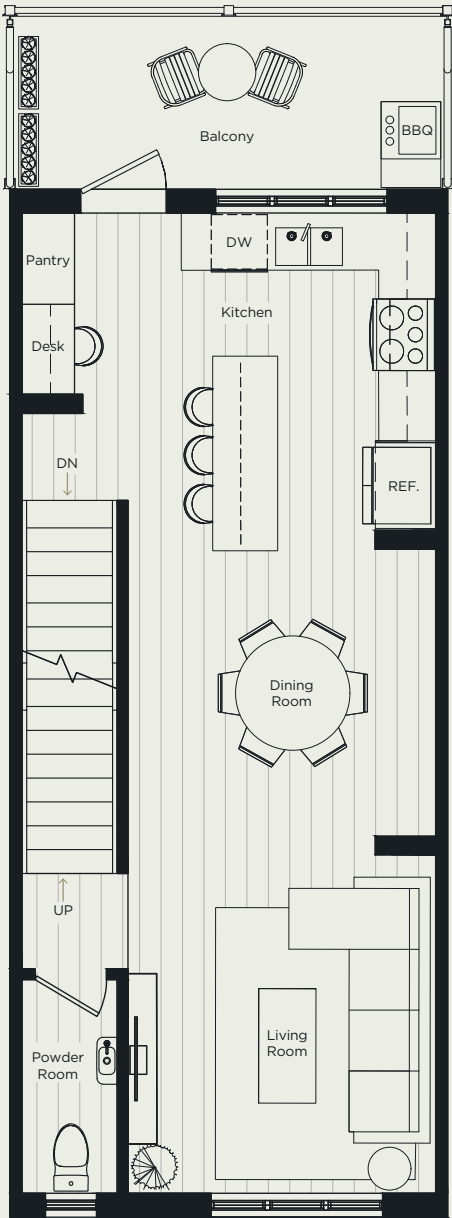 Balcony
BBQ
DW
Pantry
Kitchen
Desk
DN
REF.
Dining
Room
UP
Living
Room
Powder
Room